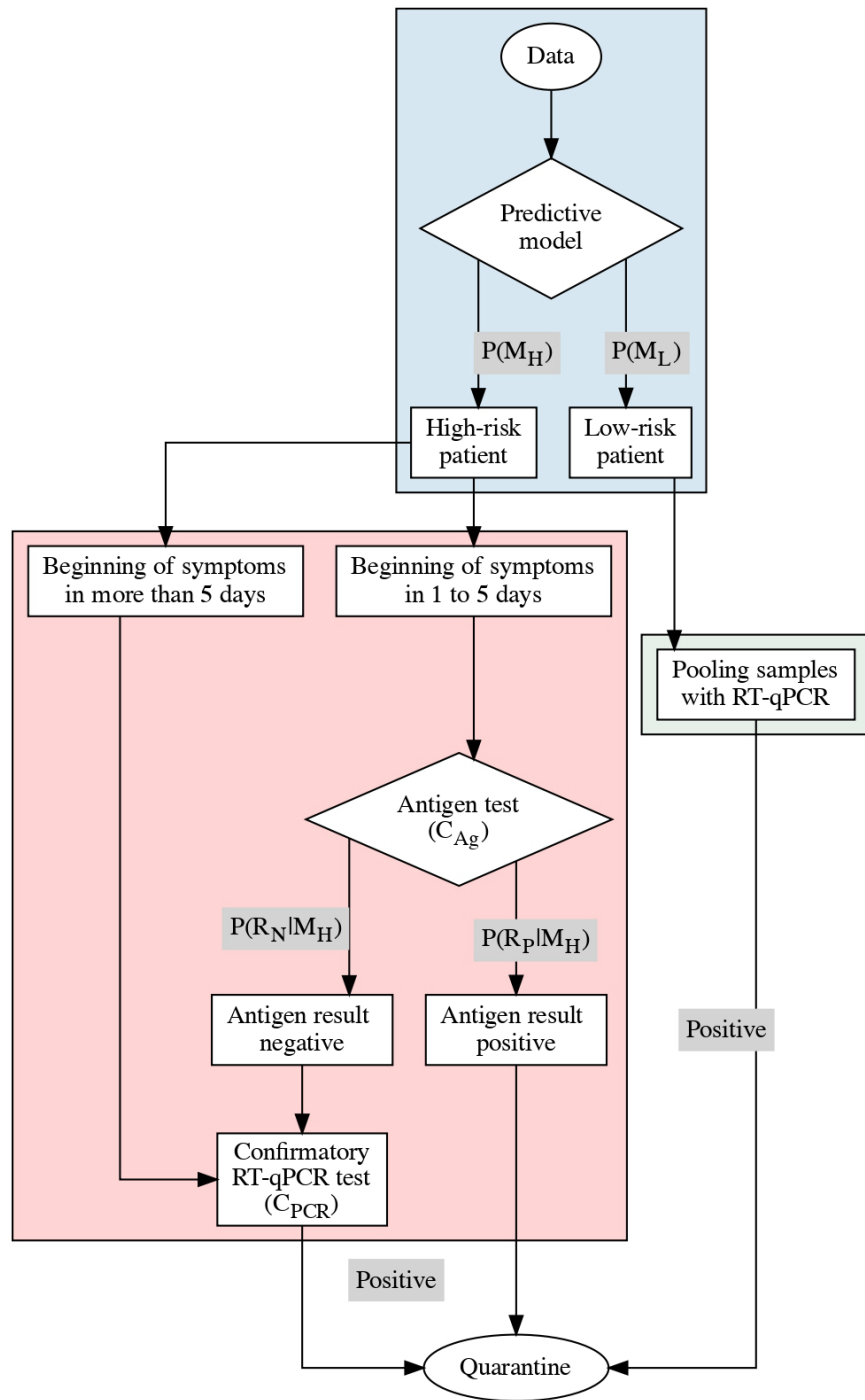 Data
Predictive
model
P(M_H)
P(M_L)
High-risk
patient
Low-risk
patient
Beginning of symptoms
in more than 5 days
Beginning of symptoms
in 1 to 5 days
Pooling samples
with RT-qPCR
Antigen test
(C_Ag)
P(R_N|M_H)
P(R_P|M_H)
Antigen result
negative
Antigen result
positive
Positive
Confirmatory
RT-qPCR test
(C_PCR)
Positive
Quarantine